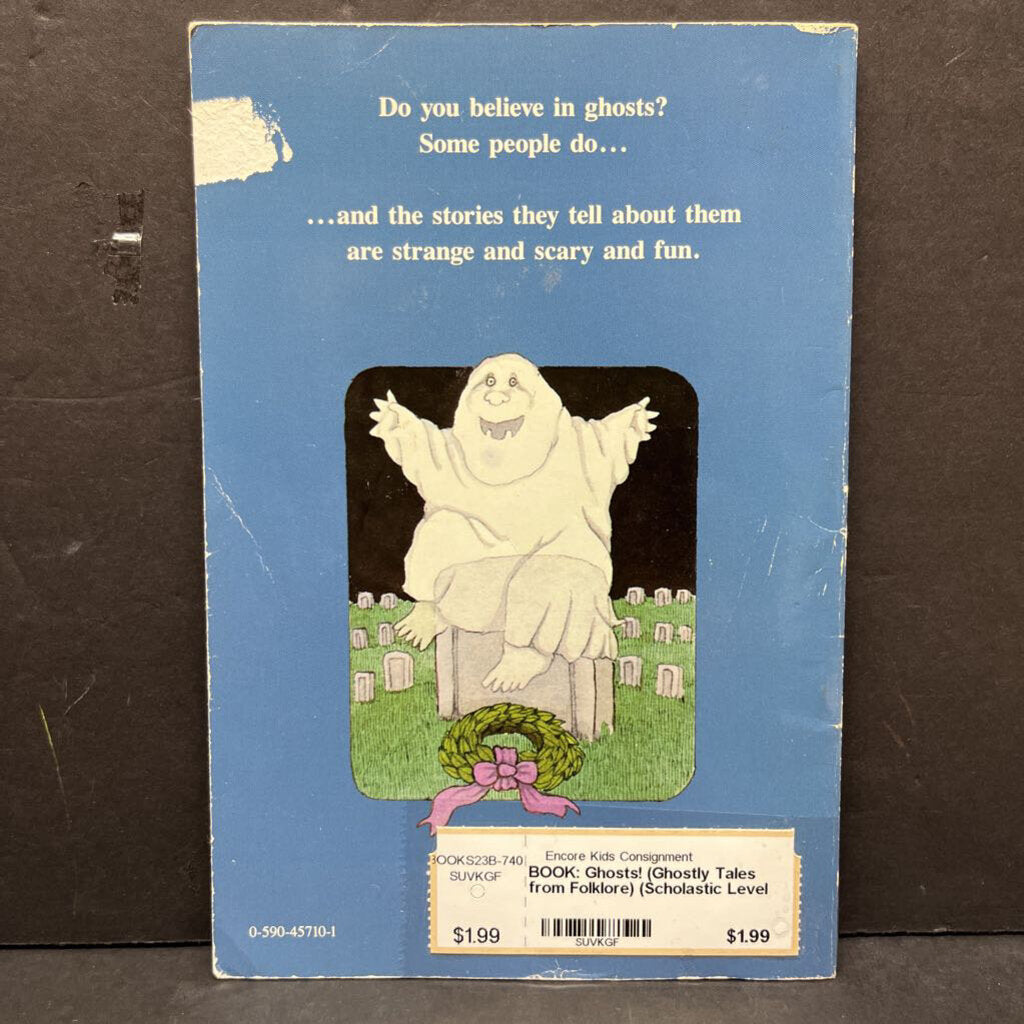 Do you believe in ghosts?
Some people do...
...and the stories they tell about them
are strange and scary and fun.
0-590-45710-1
BOOKS23B-740
SUVKGF
$1.99
Encore Kids Consignment
BOOK: Ghosts! (Ghostly Tales
from Folklore) (Scholastic Level
SUVKGF
$1.99